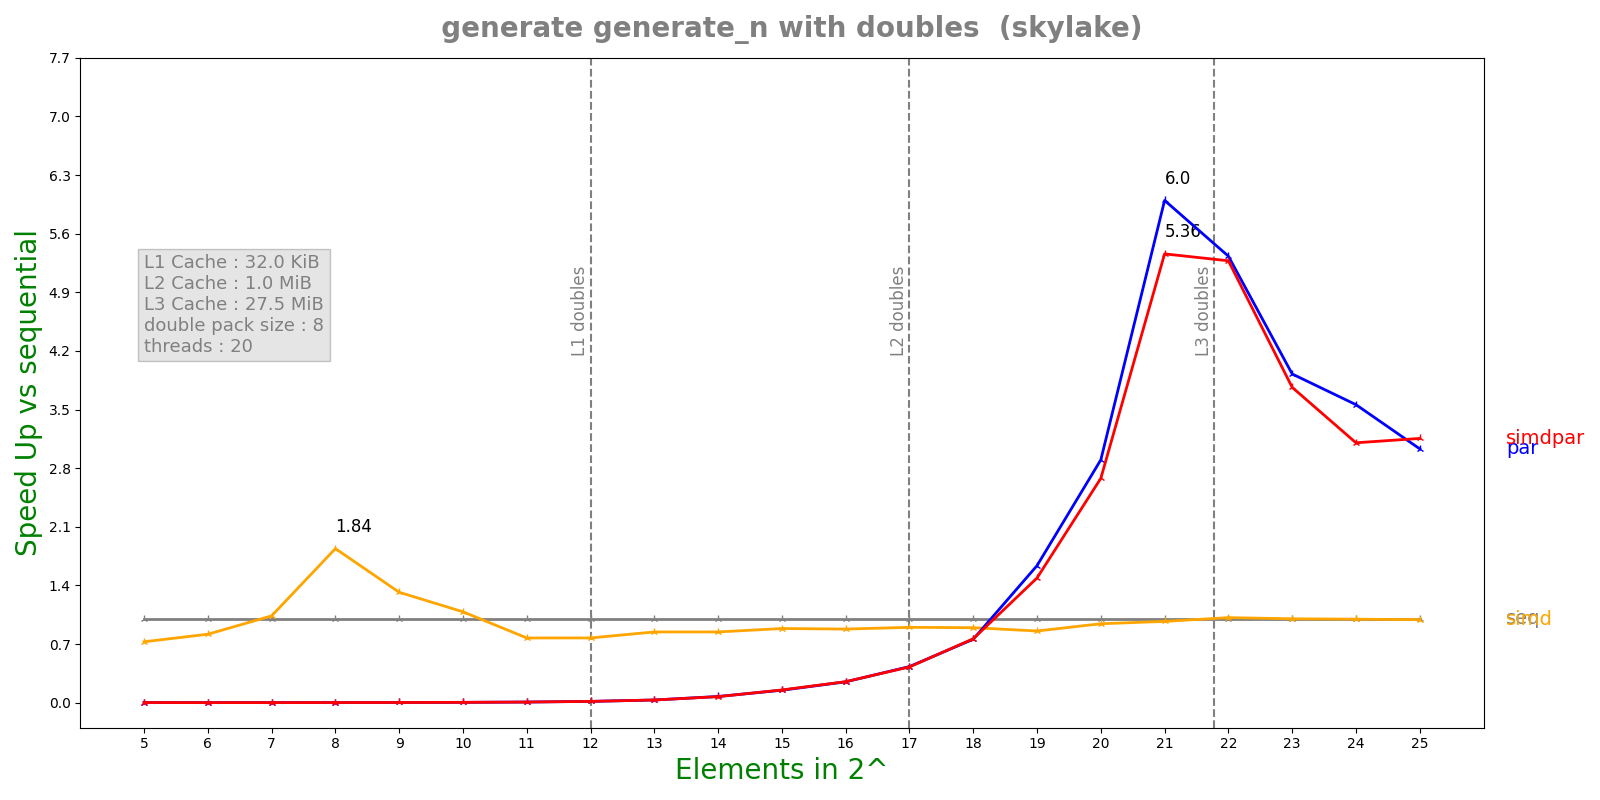 generate generate_n with doubles (skylake)
Speed Up vs sequential
7.7
7.0
6.3
5.6
4.9
4.2
3.5
2.8
2.1
1.4
0.7
0.0
L1 Cache : 32.0 KiB
L2 Cache : 1.0 MiB
L3 Cache : 27.5 MiB
double pack size : 8
threads : 20
1.84
L1 doubles
L2 doubles
L3 doubles
6.0
5.36
simdpar
par
seq
simd
5 6 7 8 9 10 11 12 13 14 15 16 17 18 19 20 21 22 23 24 25
Elements in 2^